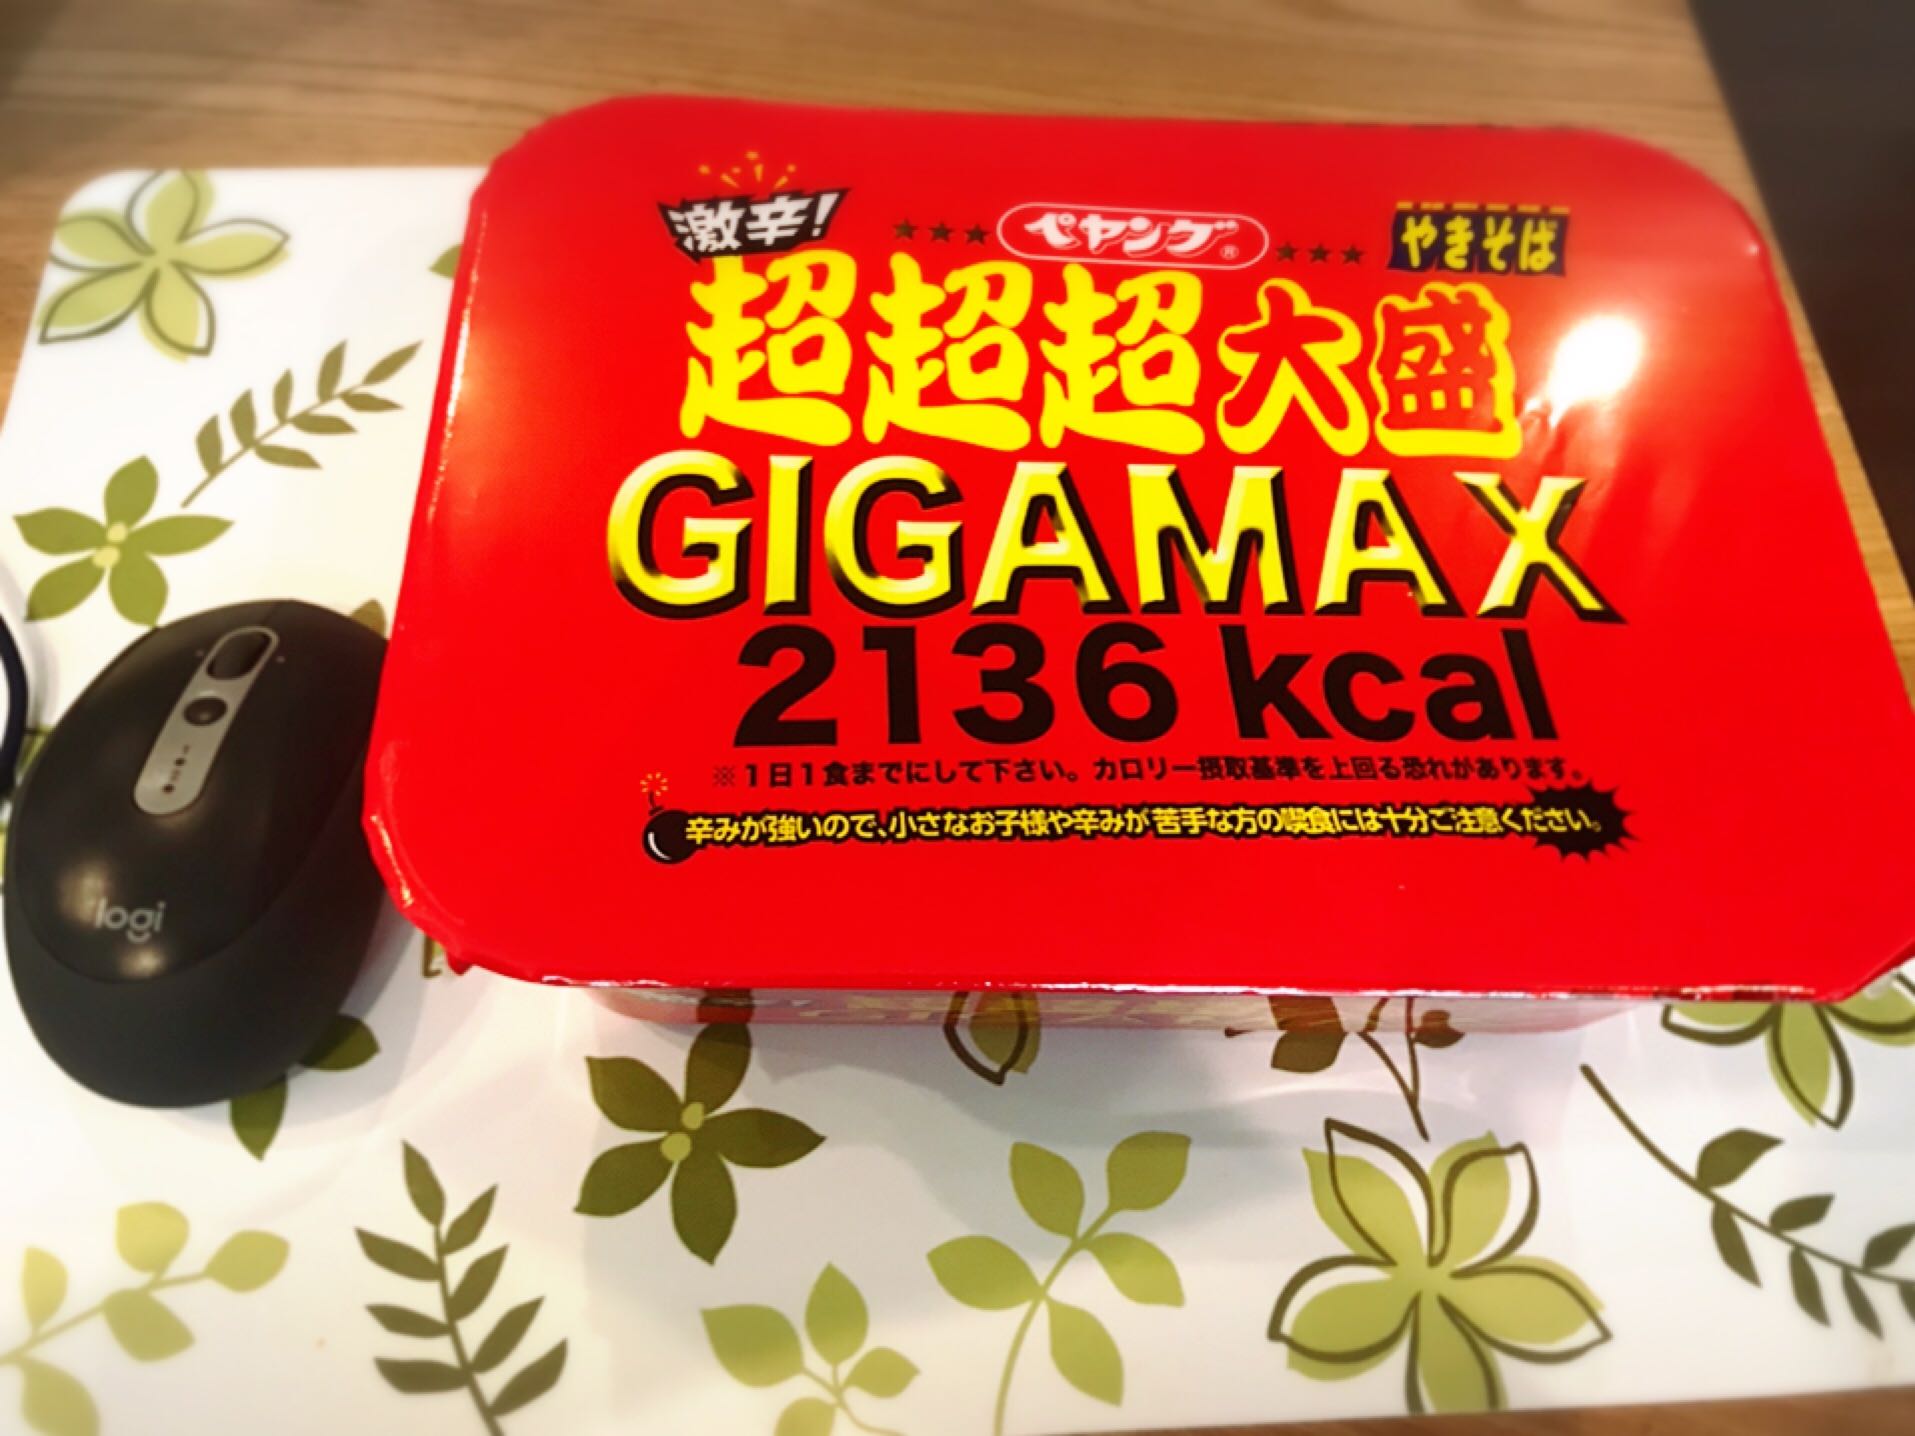 激辛!
ペヤング®
やきそば
超超超大盛
GIGAMAX
2136 kcal
※1日1食までにして下さい。カロリー摂取基準を上回る恐れがあります。
辛みが強いので、小さなお子様や辛みが苦手な方の喫食には十分ご注意ください。
logi